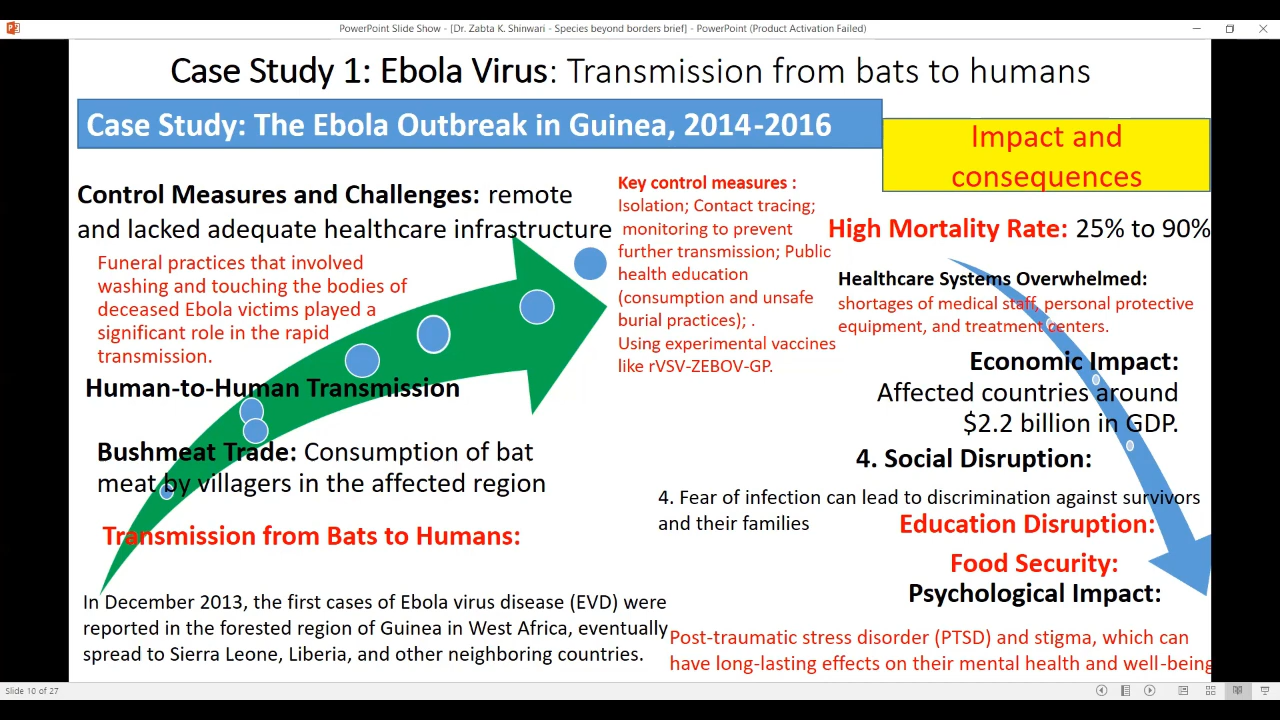 PowerPoint Slide Show - [Dr. Zabta K. Shinwari - Species beyond borders brief] - PowerPoint (Product Activation Failed)
Case Study 1: Ebola Virus: Transmission from bats to humans
Case Study: The Ebola Outbreak in Guinea, 2014-2016
Impact and
consequences
Control Measures and Challenges: remote
and lacked adequate healthcare infrastructure
Funeral practices that involved
washing and touching the bodies of
deceased Ebola victims played a
significant role in the rapid
transmission.
Human-to-Human Transmission
Bushmeat Trade: Consumption of bat
meat by villagers in the affected region
Transmission from Bats to Humans:
In December 2013, the first cases of Ebola virus disease (EVD) were
reported in the forested region of Guinea in West Africa, eventually
spread to Sierra Leone, Liberia, and other neighboring countries.
Key control measures :
Isolation; Contact tracing;
monitoring to prevent
further transmission; Public
health education
(consumption and unsafe
burial practices); .
Using experimental vaccines
like rVSV-ZEBOV-GP.
High Mortality Rate: 25% to 90%
Healthcare Systems Overwhelmed:
shortages of medical staff, personal protective
equipment, and treatment centers.
Economic Impact:
Affected countries around
$2.2 billion in GDP.
4. Social Disruption:
4. Fear of infection can lead to discrimination against survivors
and their families
Education Disruption:
Food Security:
Psychological Impact:
Post-traumatic stress disorder (PTSD) and stigma, which can
have long-lasting effects on their mental health and well-being
Slide 10 of 27